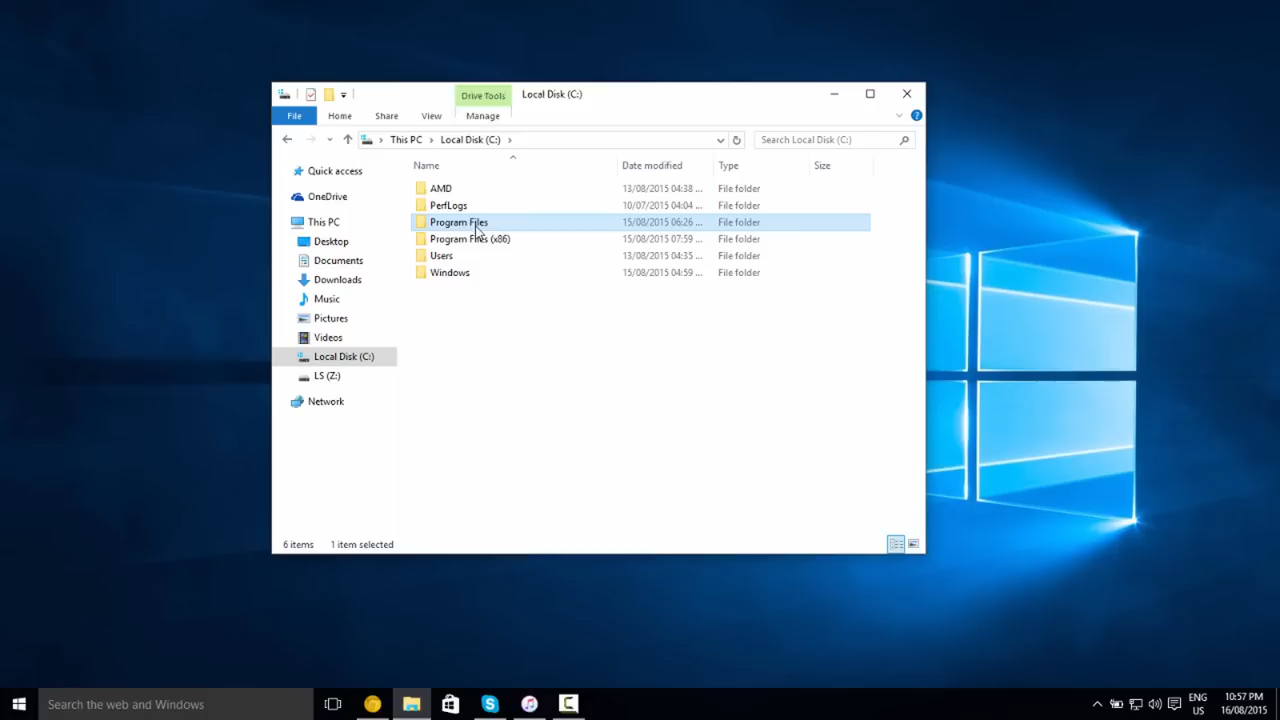 Drive Tools Local Disk (C:)
File Home Share View Manage
This PC Local Disk (C:) Search Local Disk (C:)
Name Date modified Type Size
Quick access
OneDrive
This PC
Desktop
Documents
Downloads
Music
Pictures
Videos
Local Disk (C:)
LS (Z:)
Network
AMD 13/08/2015 04:38 ... File folder
PerfLogs 10/07/2015 04:04 ... File folder
Program Files 15/08/2015 06:26 ... File folder
Program Files (x86) 15/08/2015 07:59 ... File folder
Users 13/08/2015 04:35 ... File folder
Windows 15/08/2015 04:59 ... File folder
6 items 1 item selected
Search the web and Windows
ENG
US
10:57 PM
16/08/2015